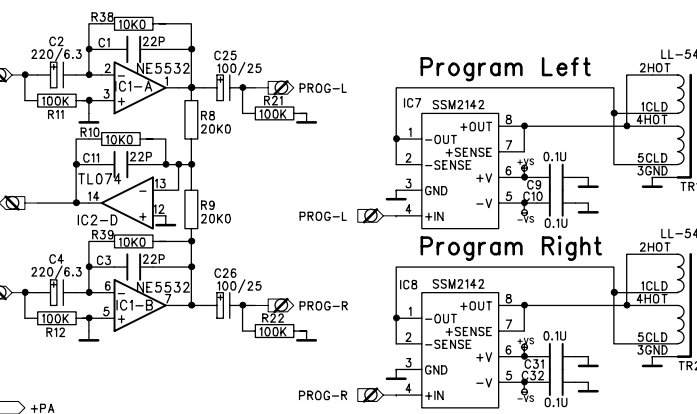 R38
10K0
C2
220/6.3
C1
22P
NE5532
2
3
1
IC1-A
100K
R11
C25
100/25
PROG-L
R21
100K
R8
20K0
R10
10K0
C11
22P
TL074
13
14
12
IC2-D
R9
20K0
R39
10K0
C4
220/6.3
C3
22P
NE5532
6
5
7
IC1-B
100K
R12
C26
100/25
PROG-R
R22
100K
+PA
Program Left
IC7
SSM2142
+OUT
8
1
-OUT
+SENSE
7
2
-SENSE
+V
6
+VS
0.1U
C9
3
GND
C10
-V
5
-VS
0.1U
PROG-L
4
+IN
LL-54
2HOT
1CLD
4HOT
5CLD
3GND
TR1
Program Right
IC8
SSM2142
+OUT
8
1
-OUT
+SENSE
7
2
-SENSE
+V
6
+VS
0.1U
C31
3
GND
C32
-V
5
-VS
0.1U
PROG-R
4
+IN
LL-54
2HOT
1CLD
4HOT
5CLD
3GND
TR2